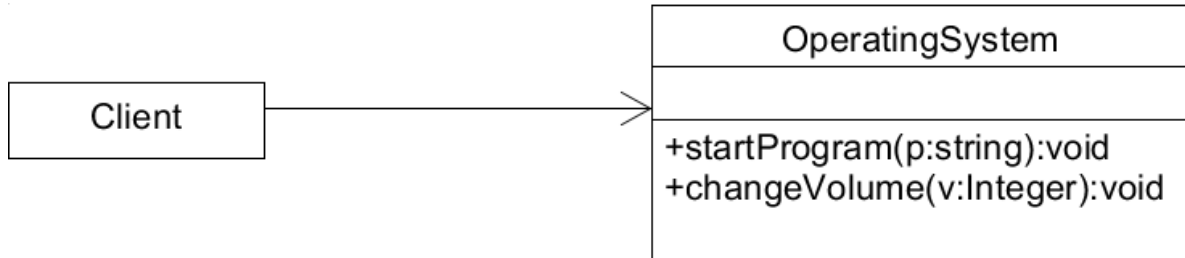 OperatingSystem
Client
+startProgram(p:string):void
+changeVolume(v:Integer):void